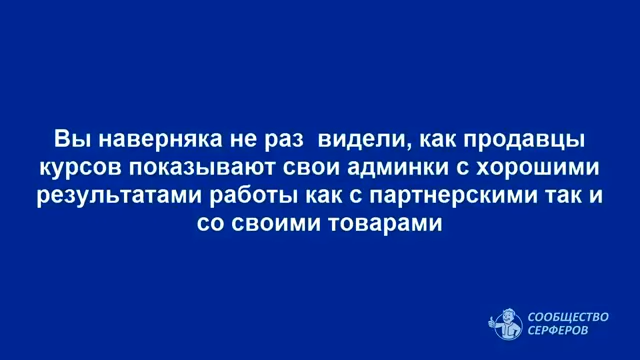 Вы наверняка не раз  видели, как продавцы
курсов показывают свои админки с хорошими
результатами работы как с партнерскими так и
со своими товарами
СООБЩЕСТВО
СЕРФЕРОВ